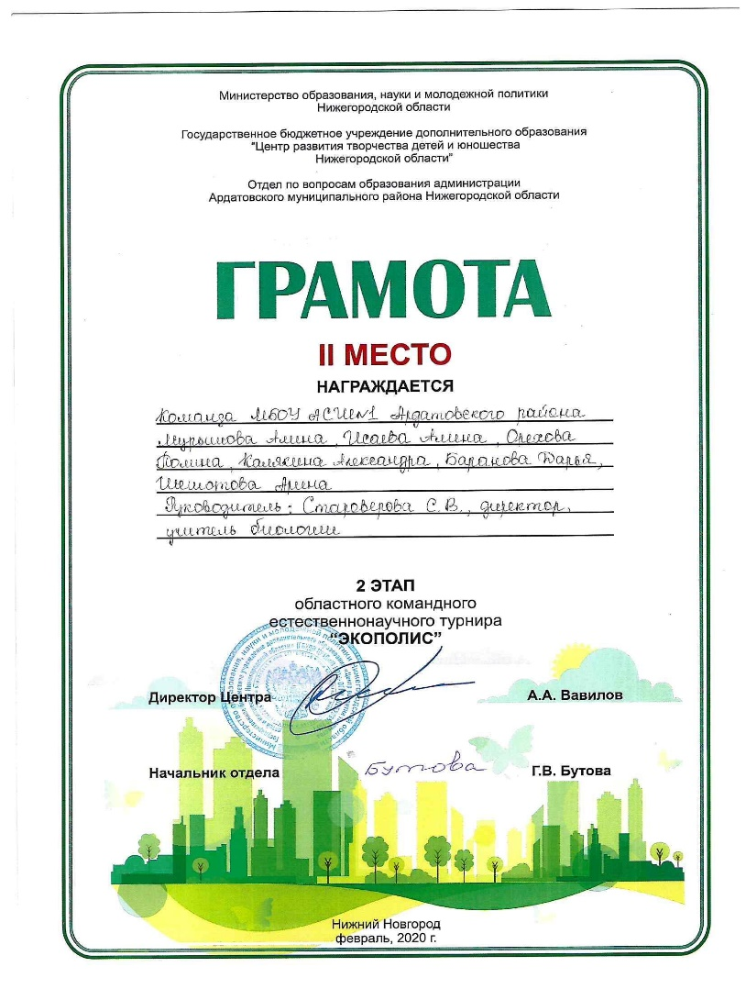 Министерство образования, науки и молодежной политики
Нижегородской области
Государственное бюджетное учреждение дополнительного образования
"Центр развития творчества детей и юношества
Нижегородской области"
Отдел по вопросам образования администрации
Ардатовского муниципального района Нижегородской области
ГРАМОТА
II МЕСТО
НАГРАЖДАЕТСЯ
Команда МБОУ АСШ№1 Ардатовского района
Мурышова Алина, Исаева Алина, Орехова
Полина, Калякина Александра, Баранова Дарья,
Арина
Руководитель: Староверова С.В., директор,
учитель биологии
2 ЭТАП
областного командного
естественнонаучного турнира
“ЭКОПОЛИС”
Директор Центра А.А. Вавилов
Начальник отдела Бутова Г.В. Бутова
Нижний Новгород
февраль, 2020 г.